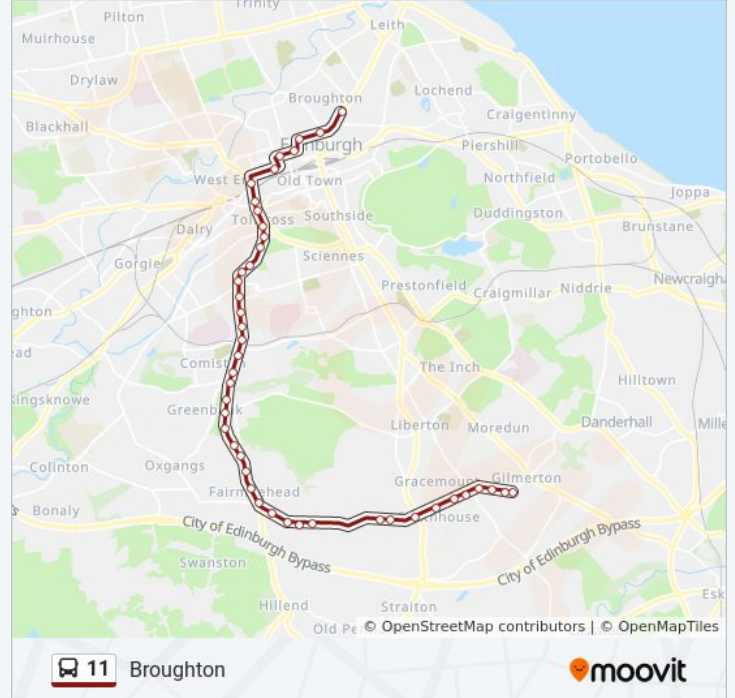 Trinity
Pilton
Leith
Muirhouse
Drylaw
Lochend
Broughton
Craigentinny
Blackhall
Edinburgh
Piershill
Portobello
West E
Old Town
Northfield
Joppa
Tollcross
Southside
Duddingston
Dalry
Brunstane
Sciennes
Gorgie
Newcraigha
Prestonfield
Craigmillar
Niddrie
ghton
ead
Comiston
The Inch
Hilltown
Kingsknowe
Greenbank
Liberton
Moredun
Danderhall
Mille
Colinton
Oxgangs
Gracemount
Gilmerton
Fairmilehead
Bonaly
City of Edinburgh Bypass
City of Edinburgh Bypass
Swanston
Hillend
Straiton
Esk
Old Pe
© OpenStreetMap contributors | © OpenMapTiles
11 Broughton
moovit